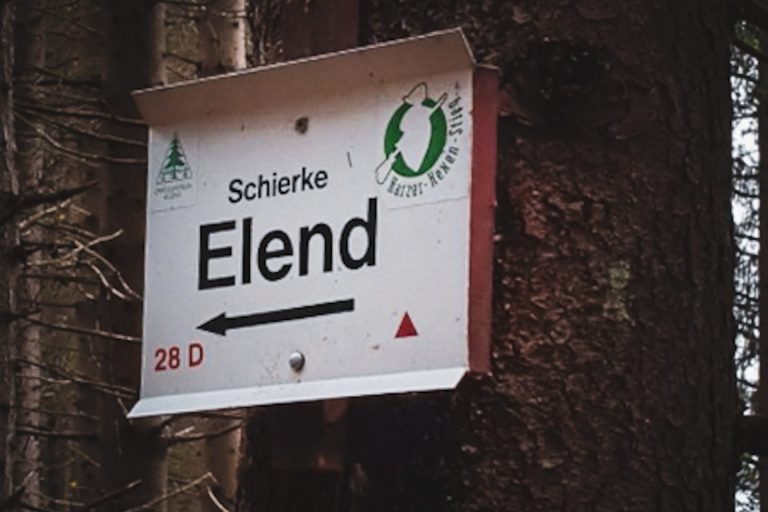 Harzer-Hexen-Stieg
Schierke
Elend
28 D